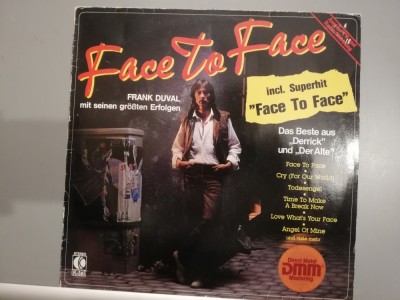 Face To Face
FRANK DUVAL
mit seinen größten Erfolgen
incl. Superhit
"Face To Face"
Das Beste aus
„Derrick"
und „Der Alte"
Face To Face
Cry (For Our World)
Todesengel
Time To Make
A Break Now
Love What's Your Face
Angel Of Mine
und viele mehr
Direct Metal
DMM
Mastering
STEREO
K-tel